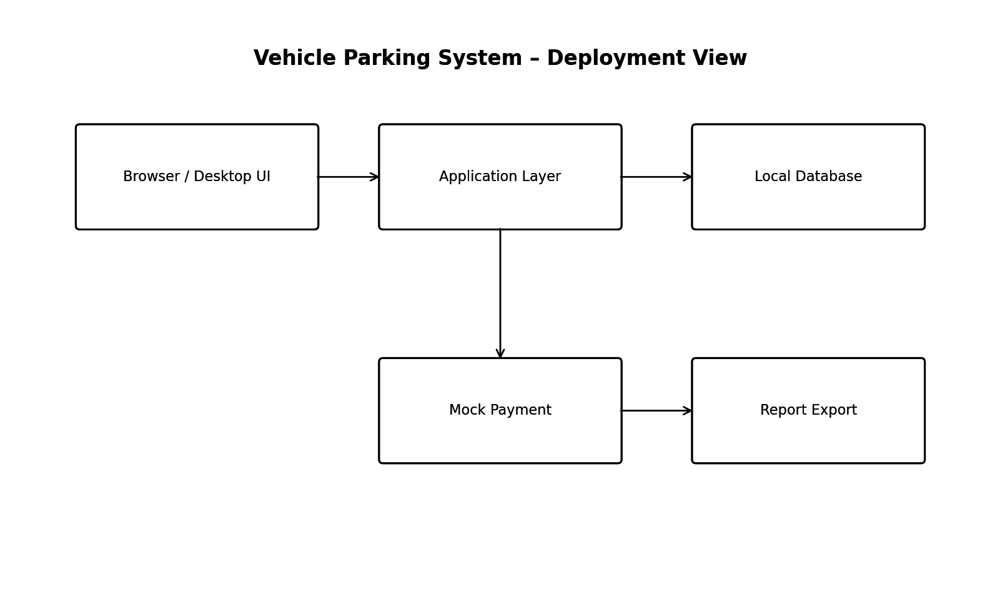 Vehicle Parking System – Deployment View
Browser / Desktop UI
Application Layer
Local Database
Mock Payment
Report Export